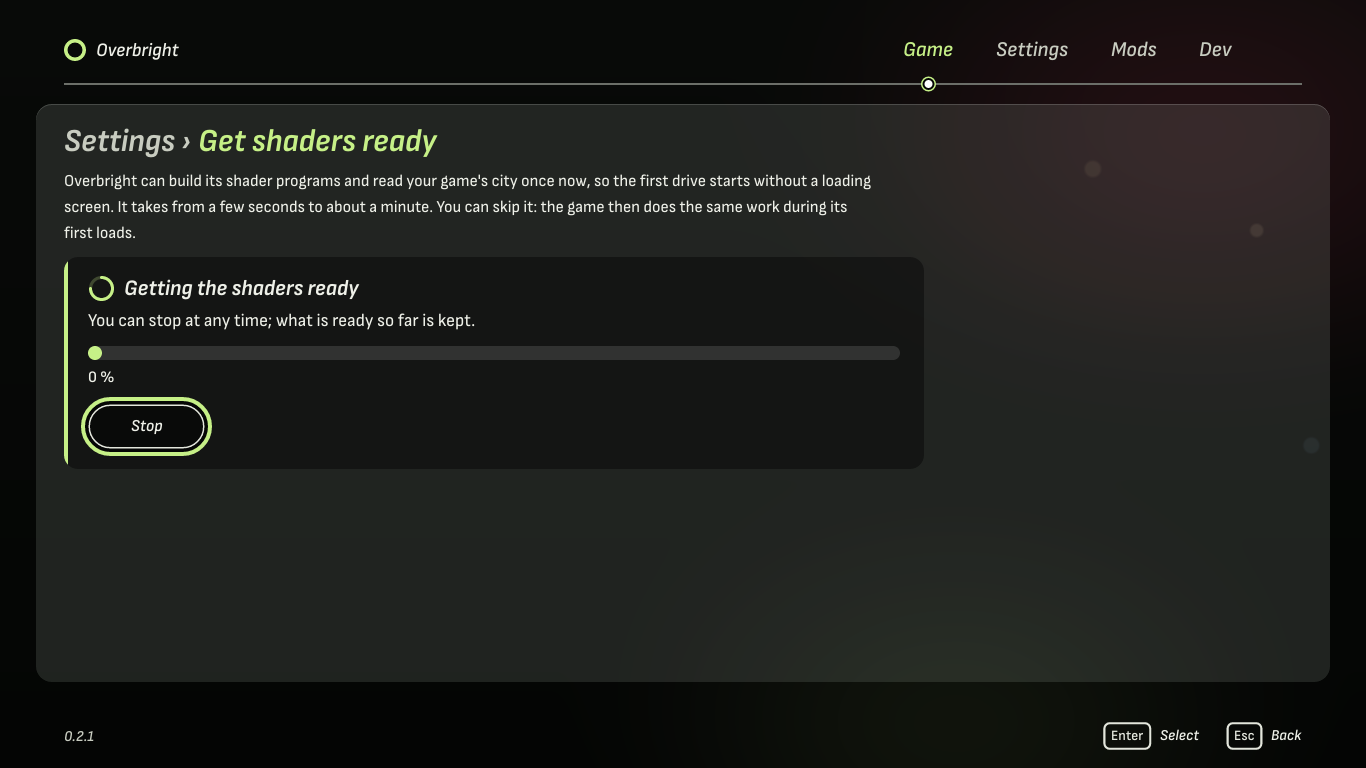 Overbright
Game
Settings
Mods
Dev
Settings › Get shaders ready
Overbright can build its shader programs and read your game's city once now, so the first drive starts without a loading
screen. It takes from a few seconds to about a minute. You can skip it: the game then does the same work during its
first loads.
Getting the shaders ready
You can stop at any time; what is ready so far is kept.
0 %
Stop
0.2.1
Enter Select
Esc Back